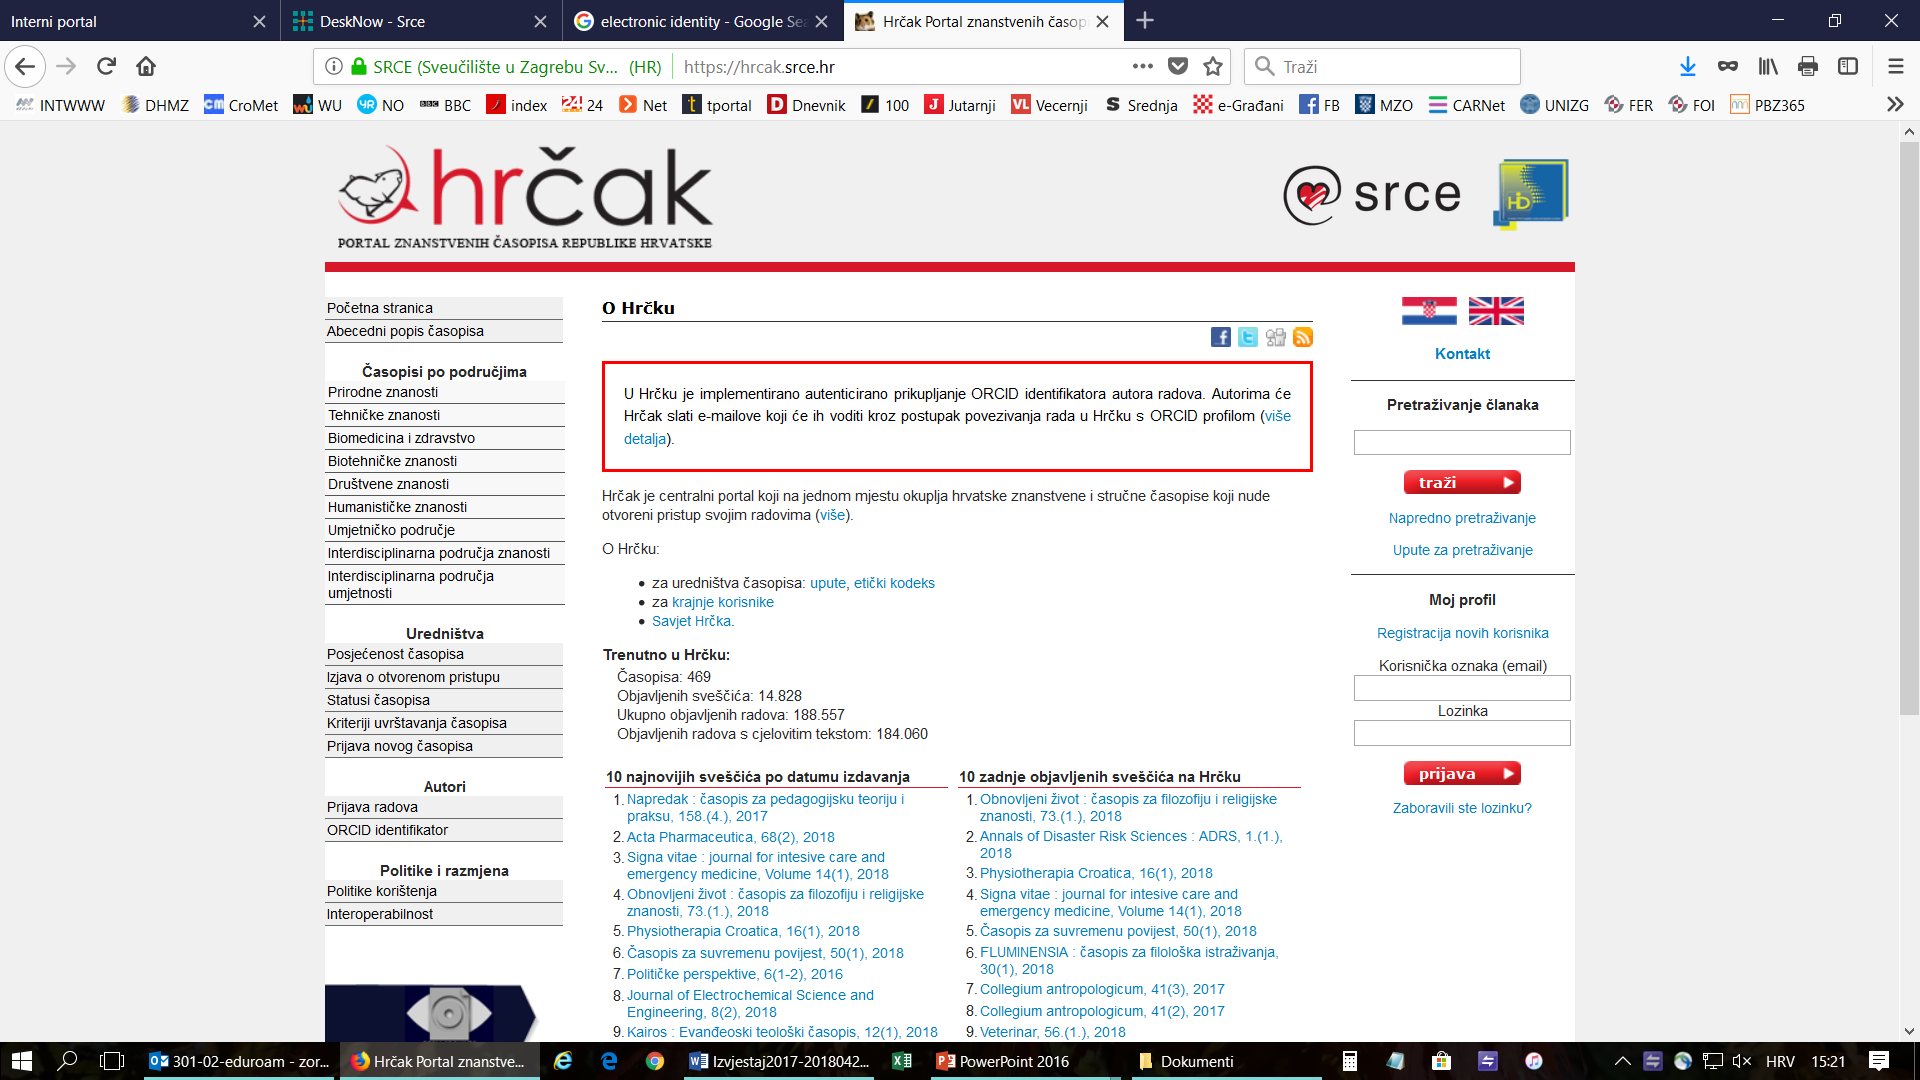 Interni portal
DeskNow - Srce
electronic identity - Google Se
Hrčak Portal znanstvenih časop
SRCE (Sveučilište u Zagrebu Sv... (HR)
https://hrcak.srce.hr
Traži
INTWWW DHMZ CroMet WU NO BBC index 24 Net tportal Dnevnik 100 Jutarnji Vecernji Srednja e-Građani FB MZO CARNet UNIZG FER FOI PBZ365
hrčak
PORTAL ZNANSTVENIH ČASOPISA REPUBLIKE HRVATSKE
srce
HID
Početna stranica
Abecedni popis časopisa
Časopisi po područjima
Prirodne znanosti
Tehničke znanosti
Biomedicina i zdravstvo
Biotehničke znanosti
Društvene znanosti
Humanističke znanosti
Umjetničko područje
Interdisciplinarna područja znanosti
Interdisciplinarna područja
umjetnosti
Uredništva
Posjećenost časopisa
Izjava o otvorenom pristupu
Statusi časopisa
Kriteriji uvrštavanja časopisa
Prijava novog časopisa
Autori
Prijava radova
ORCID identifikator
Politike i razmjena
Politike korištenja
Interoperabilnost
O Hrčku
U Hrčku je implementirano autenticirano prikupljanje ORCID identifikatora autora radova. Autorima će
Hrčak slati e-mailove koji će ih voditi kroz postupak povezivanja rada u Hrčku s ORCID profilom (više
detalja).
Hrčak je centralni portal koji na jednom mjestu okuplja hrvatske znanstvene i stručne časopise koji nude
otvoreni pristup svojim radovima (više).
O Hrčku:
za uredništva časopisa: upute, etički kodeks
za krajnje korisnike
Savjet Hrčka.
Trenutno u Hrčku:
Časopisa: 469
Objavljenih sveščića: 14.828
Ukupno objavljenih radova: 188.557
Objavljenih radova s cjelovitim tekstom: 184.060
10 najnovijih sveščića po datumu izdavanja
1. Napredak : časopis za pedagogijsku teoriju i
praksu, 158.(4.), 2017
2. Acta Pharmaceutica, 68(2), 2018
3. Signa vitae : journal for intesive care and
emergency medicine, Volume 14(1), 2018
4. Obnovljeni život : časopis za filozofiju i religijske
znanosti, 73.(1.), 2018
5. Physiotherapia Croatica, 16(1), 2018
6. Časopis za suvremenu povijest, 50(1), 2018
7. Političke perspektive, 6(1-2), 2016
8. Journal of Electrochemical Science and
Engineering, 8(2), 2018
9. Kairos : Evanđeoski teološki časopis, 12(1), 2018
10 zadnje objavljenih sveščića na Hrčku
1. Obnovljeni život : časopis za filozofiju i religijske
znanosti, 73.(1.), 2018
2. Annals of Disaster Risk Sciences : ADRS, 1.(1.),
2018
3. Physiotherapia Croatica, 16(1), 2018
4. Signa vitae : journal for intesive care and
emergency medicine, Volume 14(1), 2018
5. Časopis za suvremenu povijest, 50(1), 2018
6. FLUMINENSIA : časopis za filološka istraživanja,
30(1), 2018
7. Collegium antropologicum, 41(3), 2017
8. Collegium antropologicum, 41(2), 2017
9. Veterinar, 56.(1.), 2018
Kontakt
Pretraživanje članaka
traži
Napredno pretraživanje
Upute za pretraživanje
Moj profil
Registracija novih korisnika
Korisnička oznaka (email)
Lozinka
prijava
Zaboravili ste lozinku?
301-02-eduroam - zor...
Hrčak Portal znanstve...
Izvjestaj2017-2018042...
PowerPoint 2016
Dokumenti
HRV
15:21